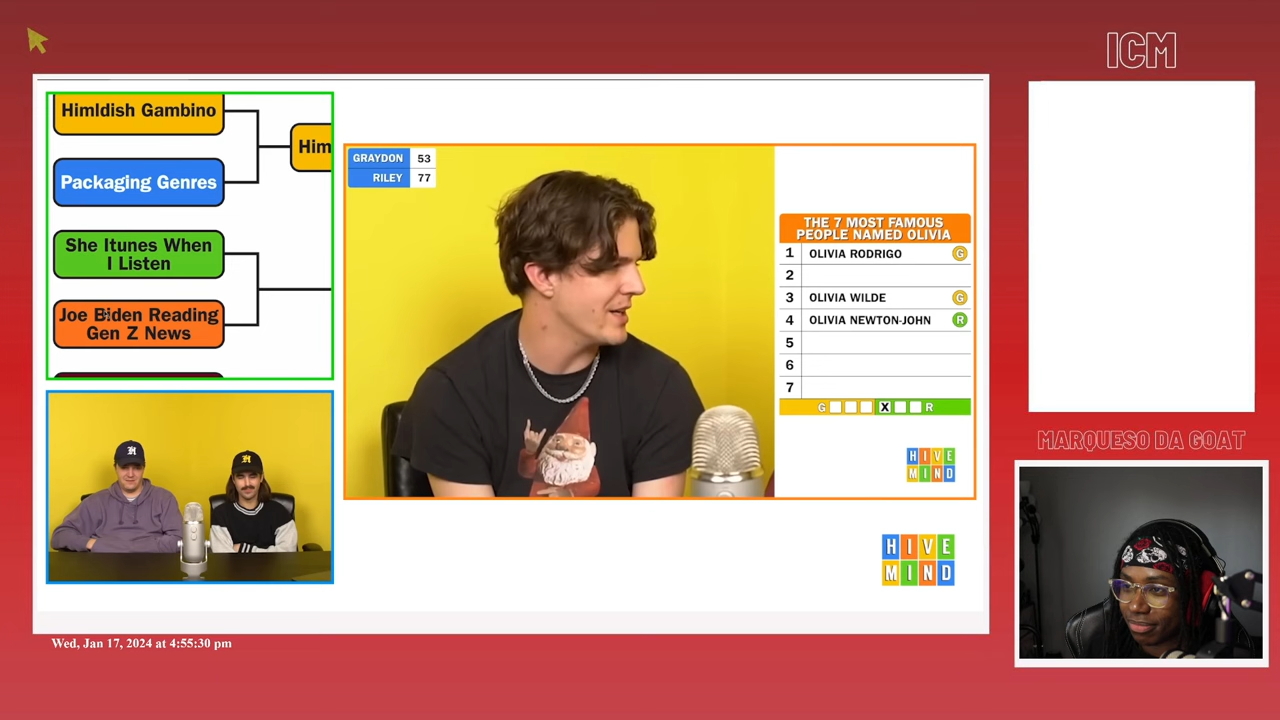 ICM
HimIdish Gambino
Him
Packaging Genres
She Itunes When
I Listen
Joe Biden Reading
Gen Z News
GRAYDON 53
RILEY 77
THE 7 MOST FAMOUS
PEOPLE NAMED OLIVIA
1 OLIVIA RODRIGO G
2
3 OLIVIA WILDE G
4 OLIVIA NEWTON-JOHN R
5
6
7
G X R
HIVE
MIND
HIVE
MIND
MARQUESO DA GOAT
Wed, Jan 17, 2024 at 4:55:30 pm